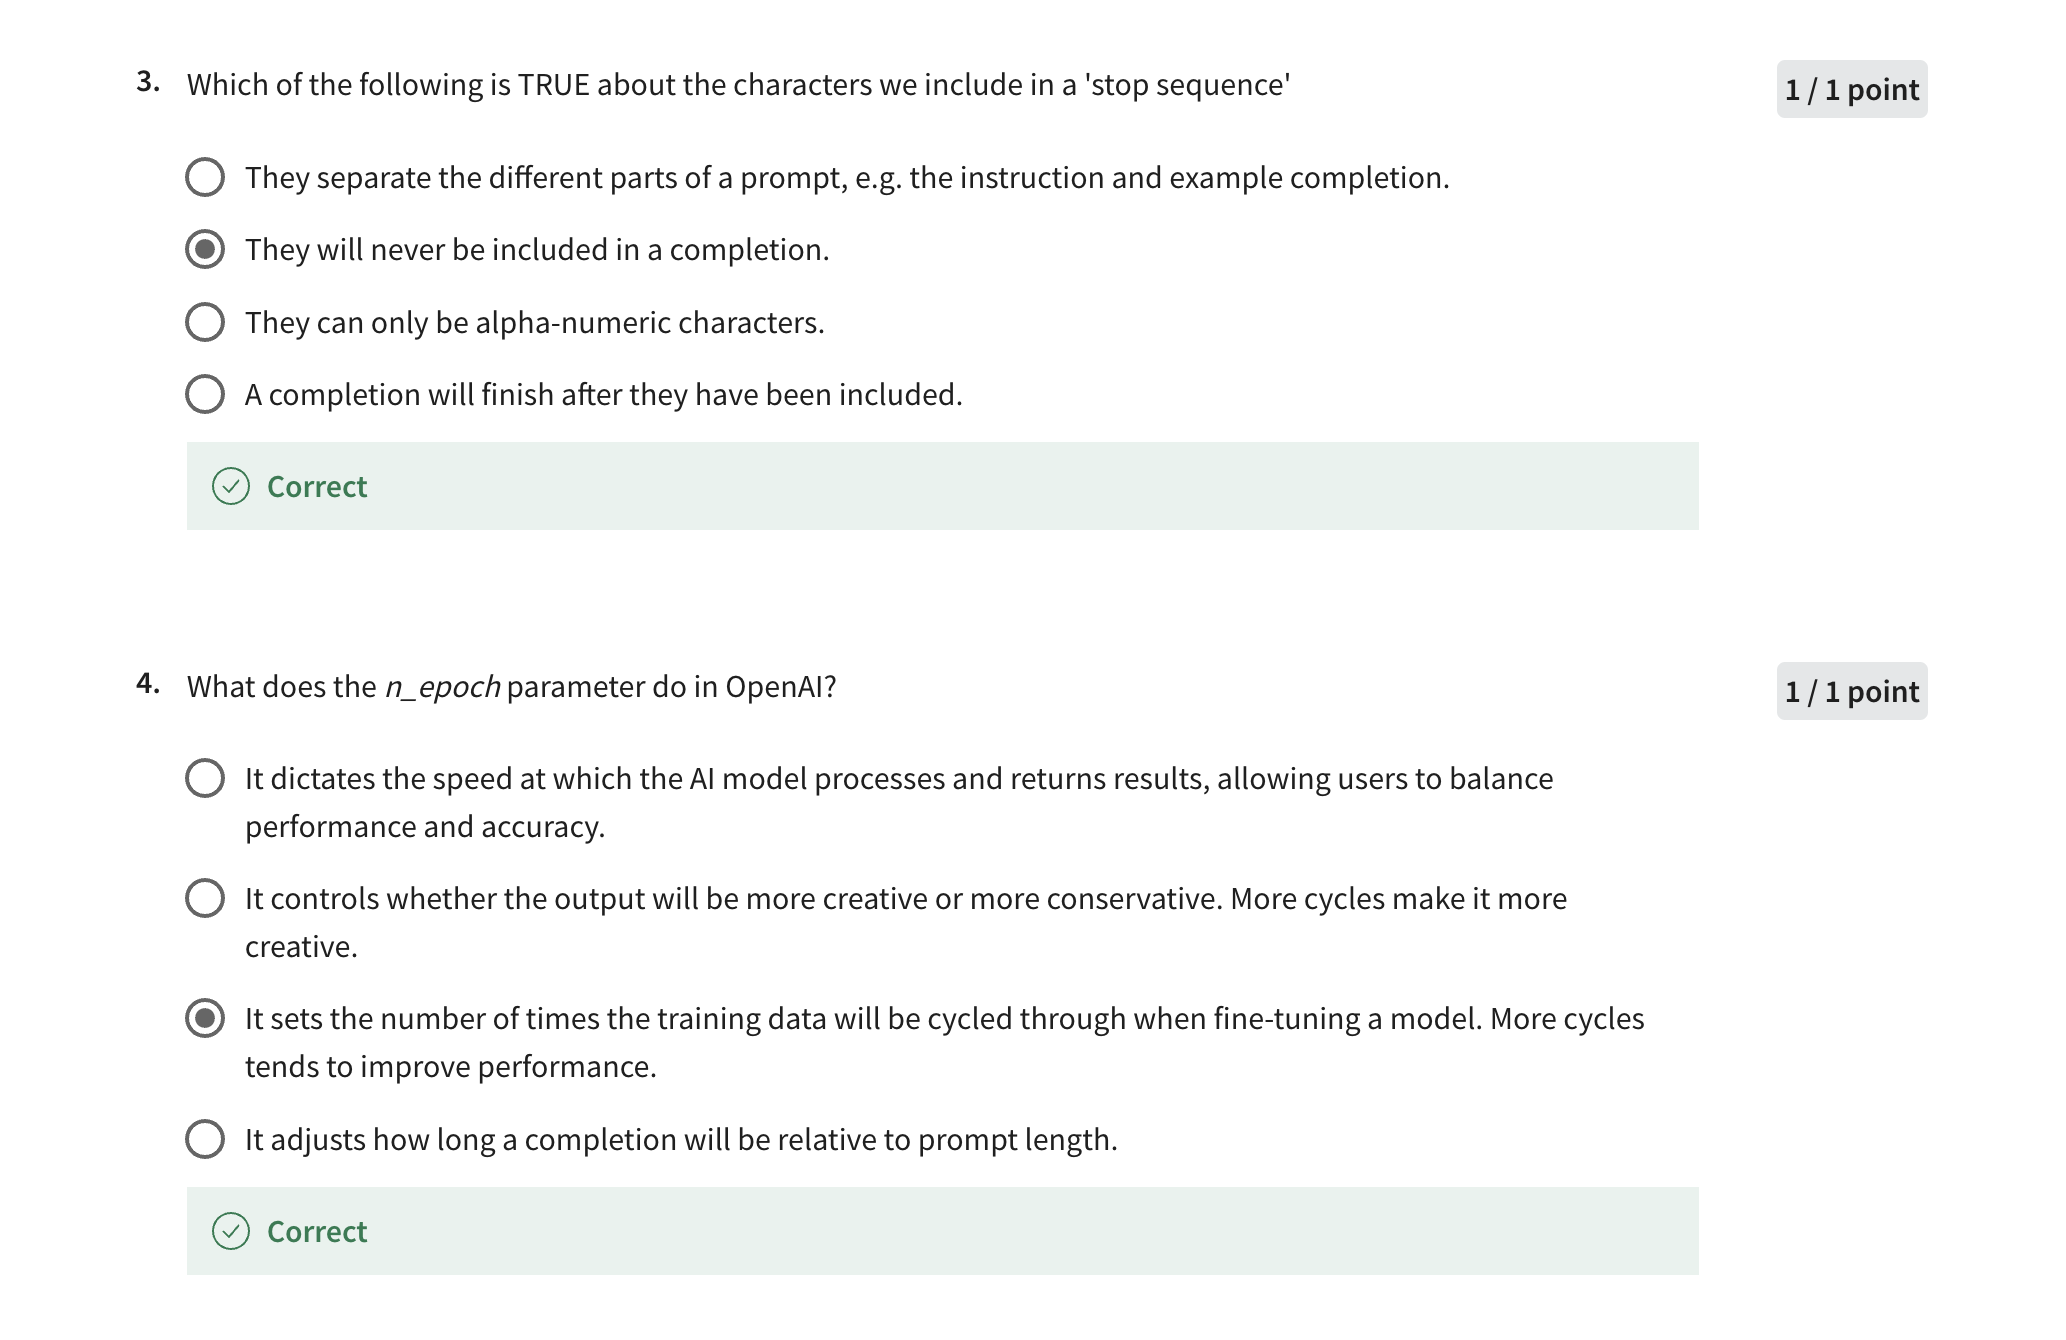 3. Which of the following is TRUE about the characters we include in a 'stop sequence'
1 / 1 point
They separate the different parts of a prompt, e.g. the instruction and example completion.
They will never be included in a completion.
They can only be alpha-numeric characters.
A completion will finish after they have been included.
Correct
4. What does the n_epoch parameter do in OpenAI?
1 / 1 point
It dictates the speed at which the AI model processes and returns results, allowing users to balance
performance and accuracy.
It controls whether the output will be more creative or more conservative. More cycles make it more
creative.
It sets the number of times the training data will be cycled through when fine-tuning a model. More cycles
tends to improve performance.
It adjusts how long a completion will be relative to prompt length.
Correct